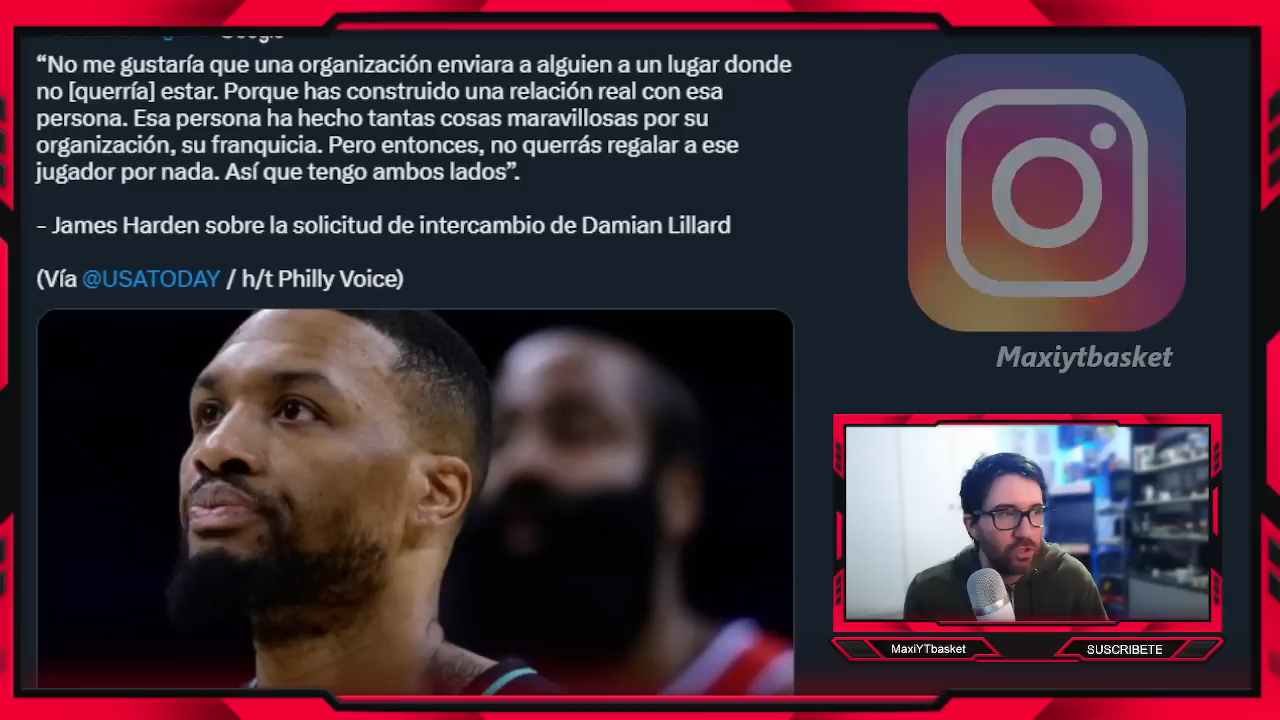 “No me gustaría que una organización enviara a alguien a un lugar donde
no [querría] estar. Porque has construido una relación real con esa
persona. Esa persona ha hecho tantas cosas maravillosas por su
organización, su franquicia. Pero entonces, no querrás regalar a ese
jugador por nada. Así que tengo ambos lados”.
– James Harden sobre la solicitud de intercambio de Damian Lillard
(Vía @USATODAY / h/t Philly Voice)
Maxiytbasket
MaxiYTbasket
SUSCRIBETE